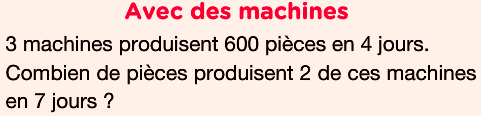 Avec des machines
3 machines produisent 600 pièces en 4 jours.
Combien de pièces produisent 2 de ces machines
en 7 jours ?